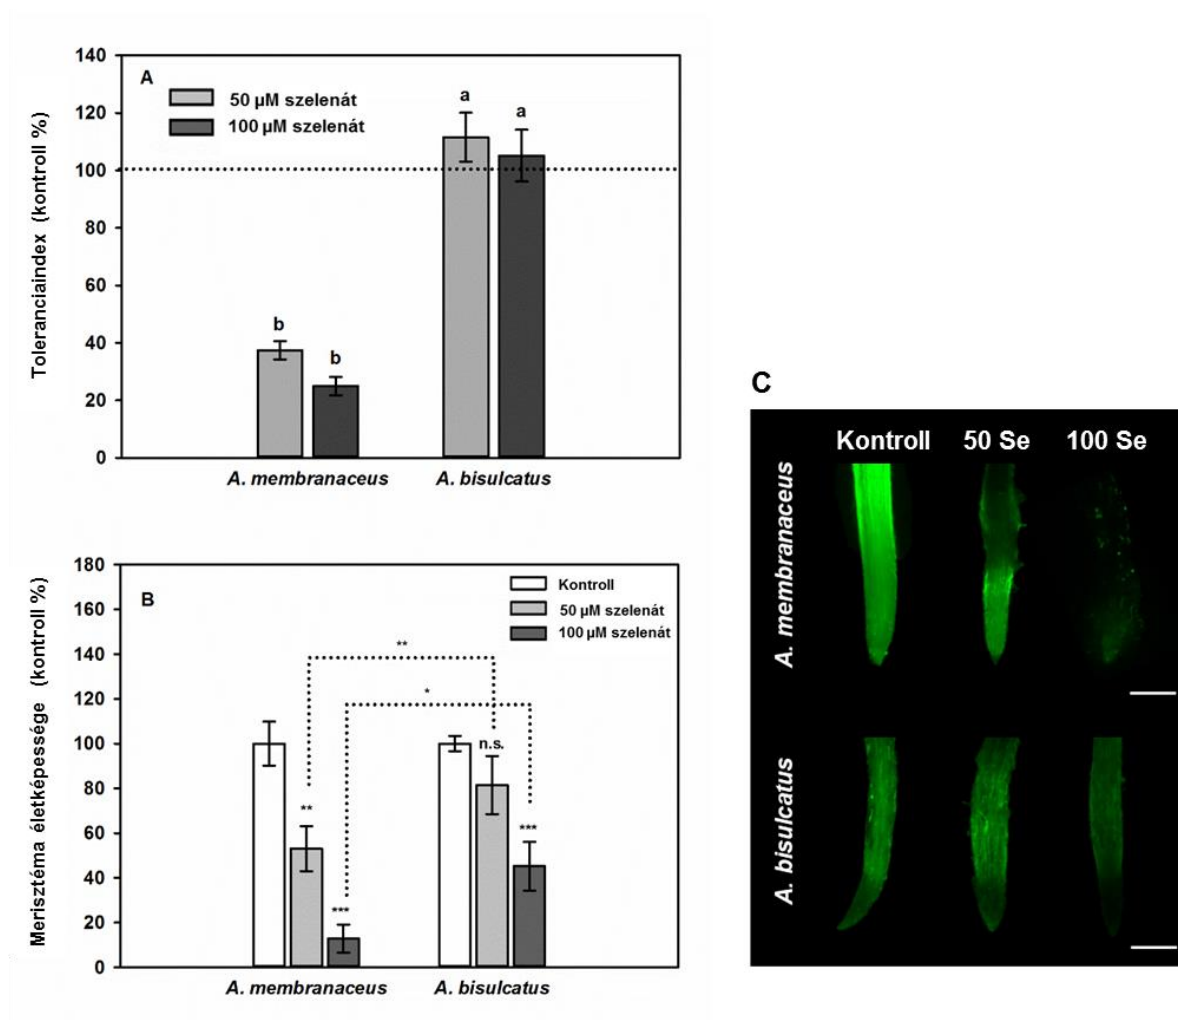 A
50 µM szelenát
100 µM szelenát
Toleranciaindex (kontroll %)
140
120
100
80
60
40
20
0
b
b
a
a
A. membranaceus
A. bisulcatus
B
Kontroll
50 µM szelenát
100 µM szelenát
Merisztéma életképessége (kontroll %)
180
160
140
120
100
80
60
40
20
0
**
*
**
***
n.s.
***
A. membranaceus
A. bisulcatus
C
Kontroll 50 Se 100 Se
A. membranaceus
A. bisulcatus